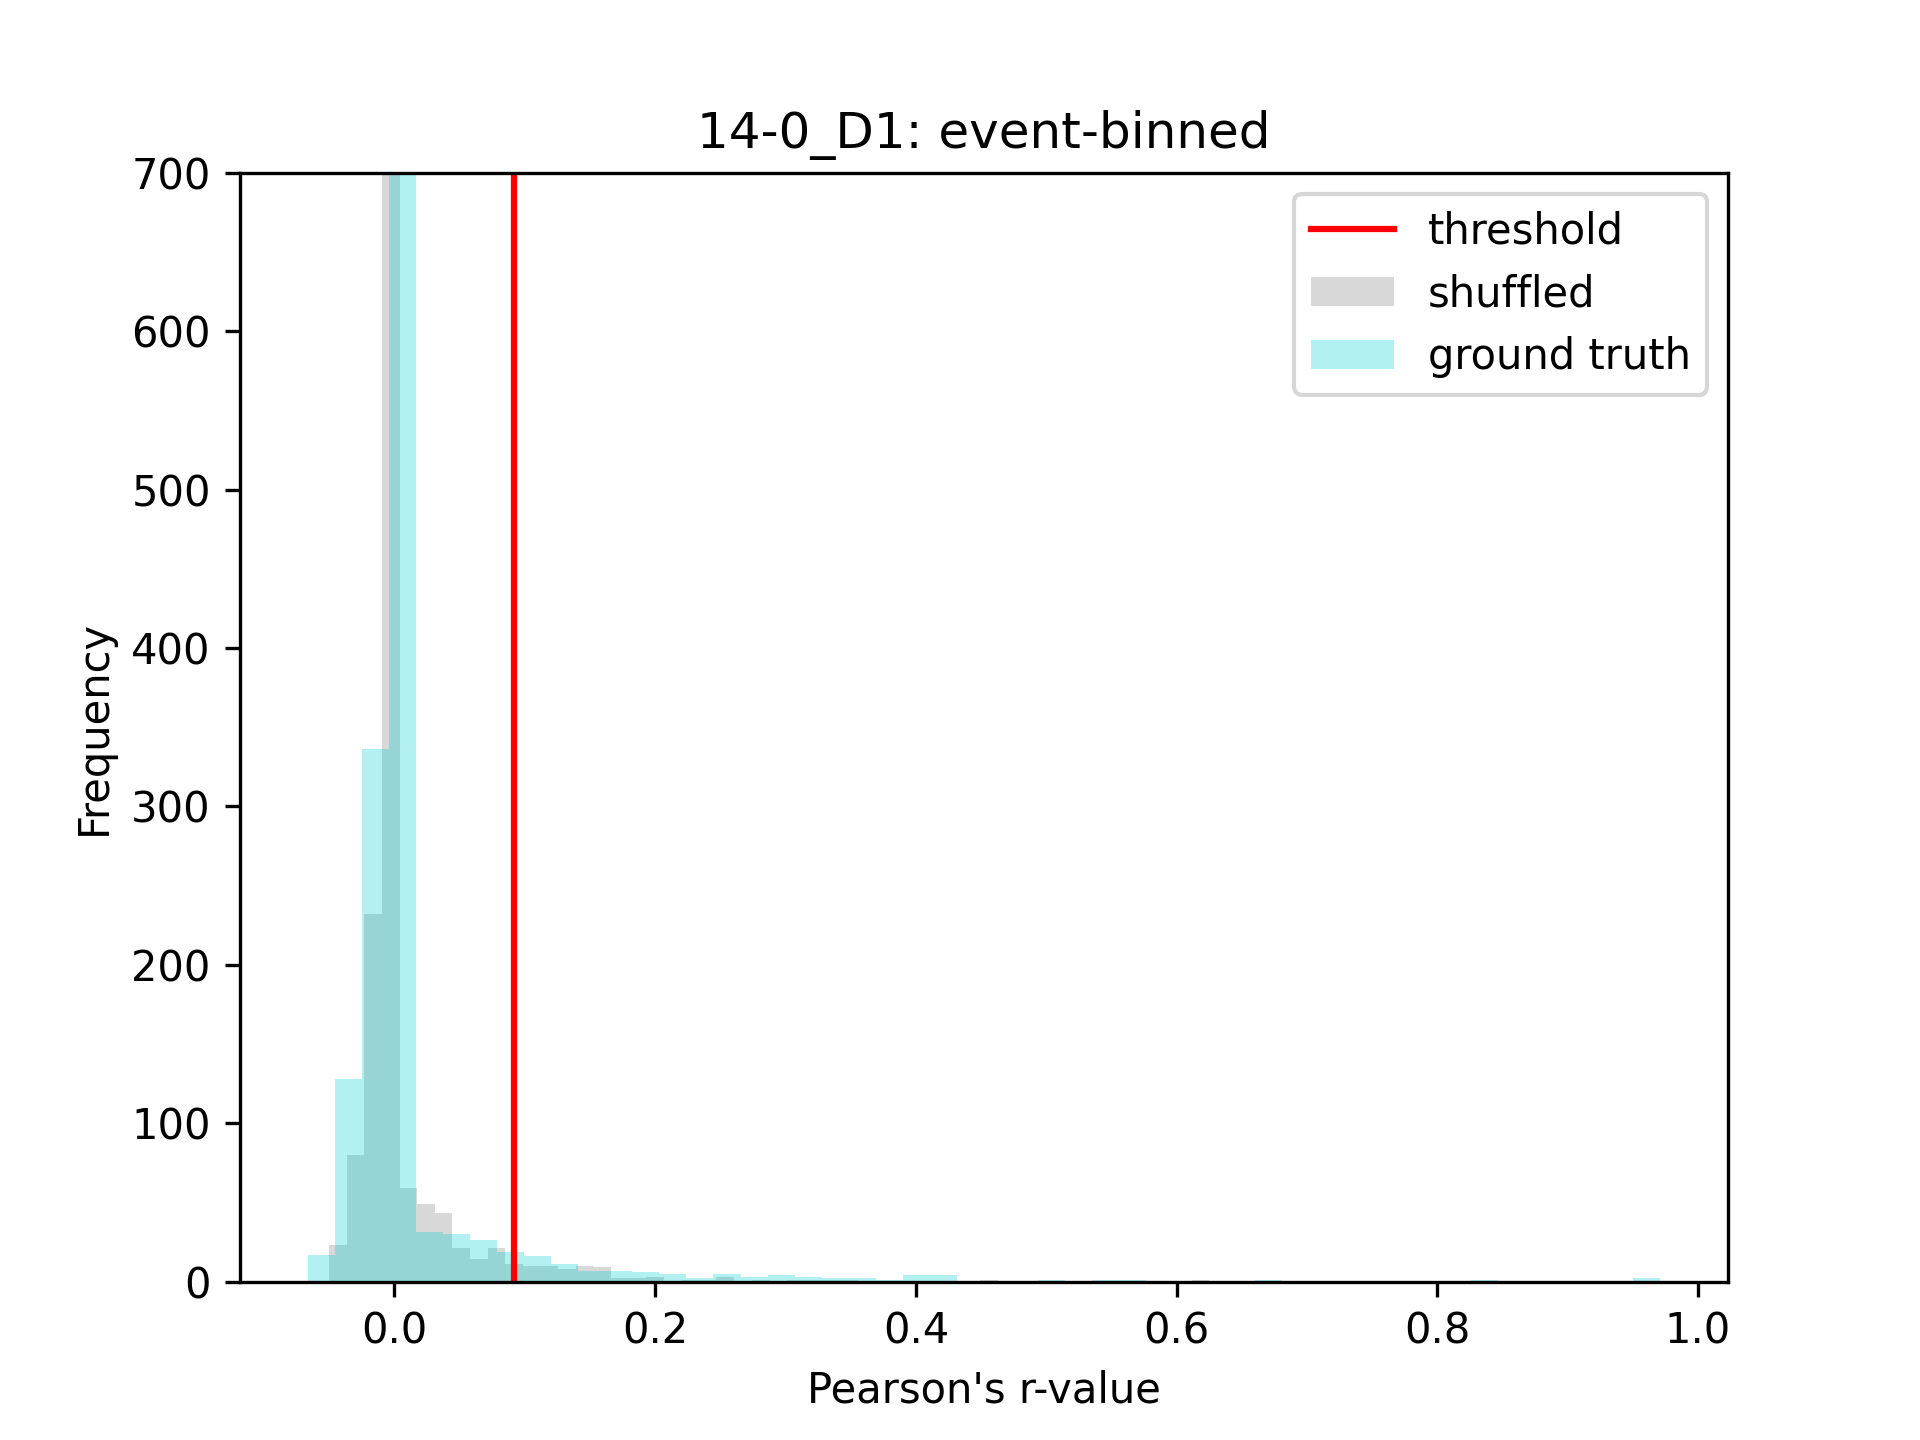 14-0_D1: event-binned
700
600
500
400
300
200
100
0
Frequency
threshold
shuffled
ground truth
0.0 0.2 0.4 0.6 0.8 1.0
Pearson's r-value